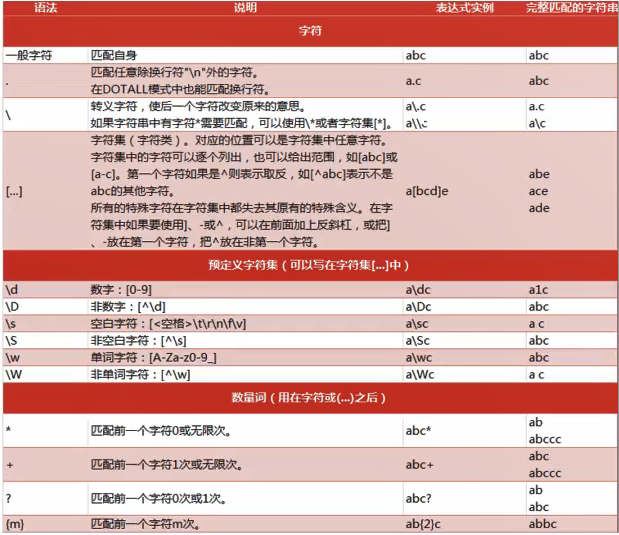 语法 说明 表达式实例 完整匹配的字符串
字符
一般字符 匹配自身 abc abc
. 匹配任意除换行符"\n"外的字符。 a.c abc
在DOTALL模式中也能匹配换行符。
\ 转义字符，使后一个字符改变原来的意思。 a\.c a.c
如果字符串中有字符*需要匹配，可以使用\*或者字符集[*]。 a\\c a\c
[...] 字符集（字符类）。对应的位置可以是字符集中任意字符。 a[bcd]e abe
字符集中的字符可以逐个列出，也可以给出范围，如[abc]或 ace
[a-c]。第一个字符如果是^则表示取反，如[^abc]表示不是 ade
abc的其他字符。
所有的特殊字符在字符集中都失去其原有的特殊含义。在字
符集中如果要使用]、-或^，可以在前面加上反斜杠，或把]
、-放在第一个字符，把^放在非第一个字符。
预定义字符集（可以写在字符集[...]中）
\d 数字：[0-9] a\dc a1c
\D 非数字：[^\d] a\Dc abc
\s 空白字符：[<空格>\t\r\n\f\v] a\sc a c
\S 非空白字符：[^\s] a\Sc abc
\w 单词字符：[A-Za-z0-9_] a\wc abc
\W 非单词字符：[^\w] a\Wc a c
数量词（用在字符或(...)之后）
* 匹配前一个字符0或无限次。 abc* ab
abccc
+ 匹配前一个字符1次或无限次。 abc+ abc
abccc
? 匹配前一个字符0次或1次。 abc? ab
abc
{m} 匹配前一个字符m次。 ab{2}c abbc